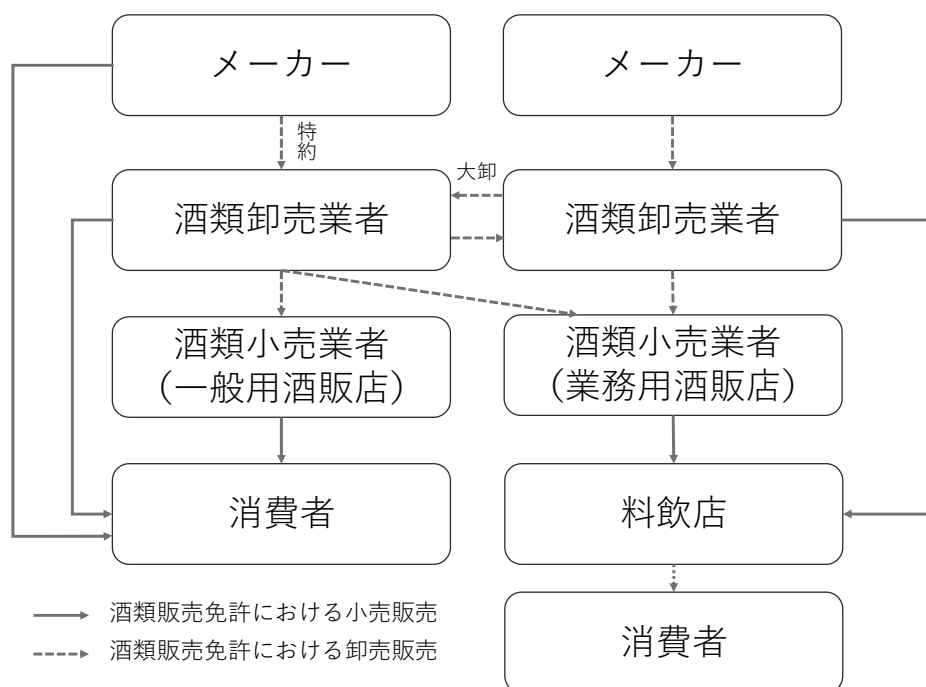 メーカー
メーカー
特約
大卸
酒類卸売業者
酒類卸売業者
酒類小売業者
（一般用酒販店）
酒類小売業者
（業務用酒販店）
消費者
料飲店
酒類販売免許における小売販売
酒類販売免許における卸売販売
消費者